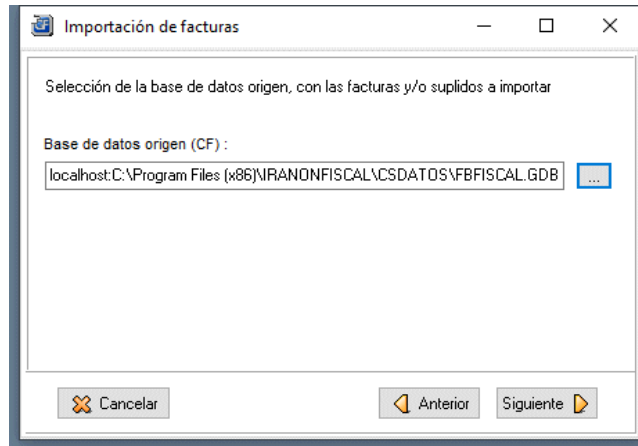 Importación de facturas
Selección de la base de datos origen, con las facturas y/o suplidos a importar
Base de datos origen (CF) :
localhost:C:\Program Files (x86)\IRANONFISCAL\CSDATOS\FBFISCAL.GDB
...
Cancelar
Anterior
Siguiente